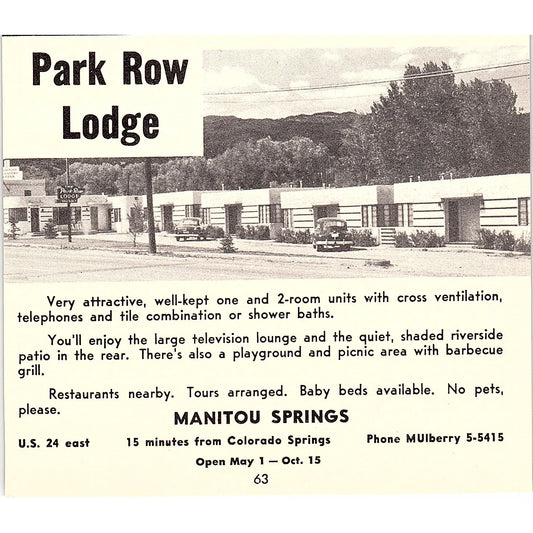 Park Row
Lodge
Park Row
LODGE
Very attractive, well-kept one and 2-room units with cross ventilation,
telephones and tile combination or shower baths.
You'll enjoy the large television lounge and the quiet, shaded riverside
patio in the rear. There's also a playground and picnic area with barbecue
grill.
Restaurants nearby. Tours arranged. Baby beds available. No pets,
please.
MANITOU SPRINGS
U.S. 24 east 15 minutes from Colorado Springs Phone MUlberry 5-5415
Open May 1 — Oct. 15
63